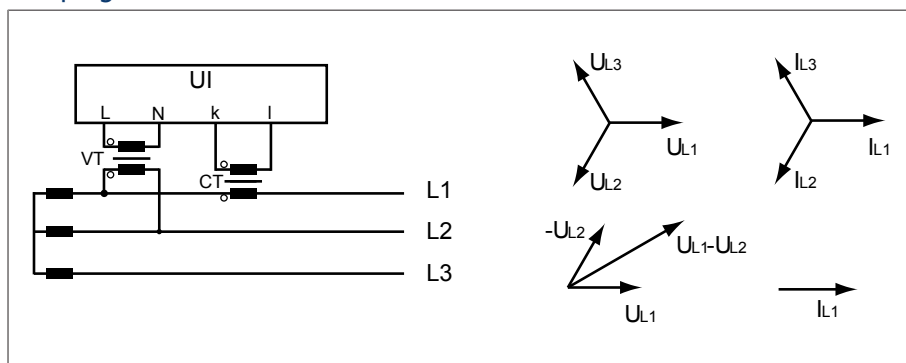 UI
L N k l
VT
CT
L1
L2
L3
UL3
UL1
UL2
IL3
IL1
IL2
-UL2
UL1-UL2
UL1
IL1